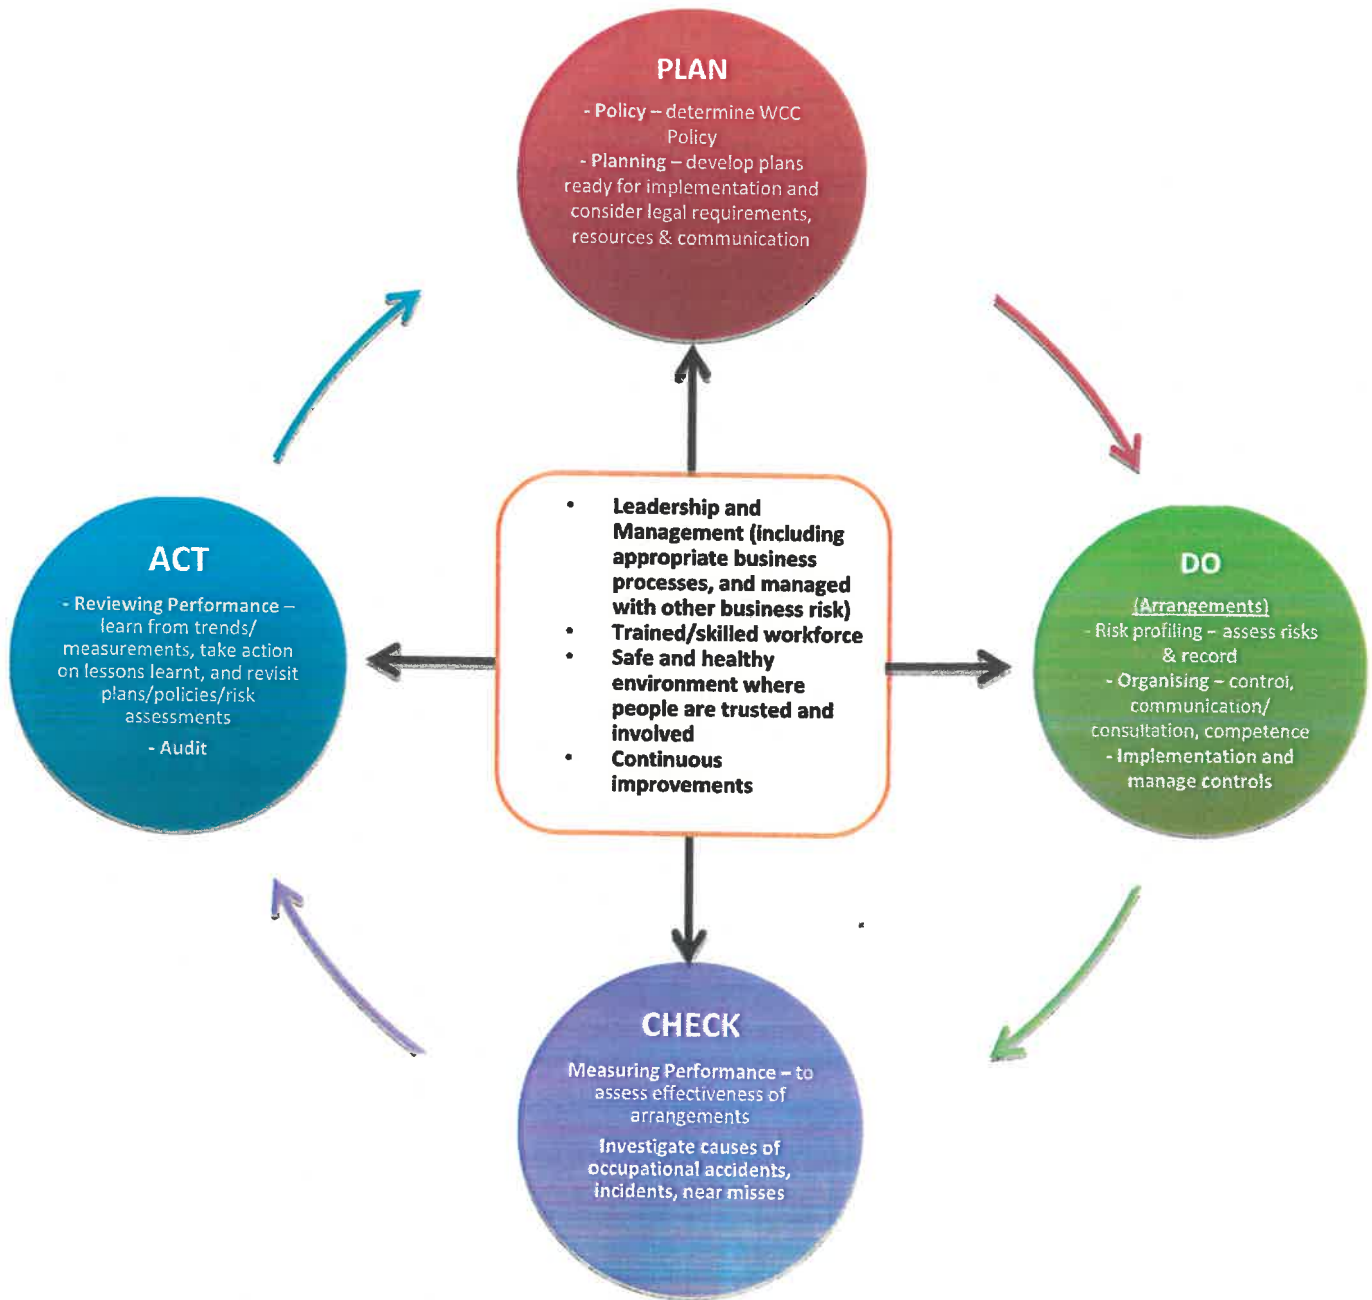 PLAN
- Policy – determine WCC
Policy
- Planning – develop plans
ready for implementation and
consider legal requirements,
resources & communication
ACT
- Reviewing Performance –
learn from trends/
measurements, take action
on lessons learnt, and revisit
plans/policies/risk
assessments
- Audit
• Leadership and
Management (including
appropriate business
processes, and managed
with other business risk)
• Trained/skilled workforce
• Safe and healthy
environment where
people are trusted and
involved
• Continuous
improvements
DO
(Arrangements)
- Risk profiling – assess risks
& record
- Organising – control,
communication/
consultation, competence
- Implementation and
manage controls
CHECK
Measuring Performance – to
assess effectiveness of
arrangements
Investigate causes of
occupational accidents,
incidents, near misses